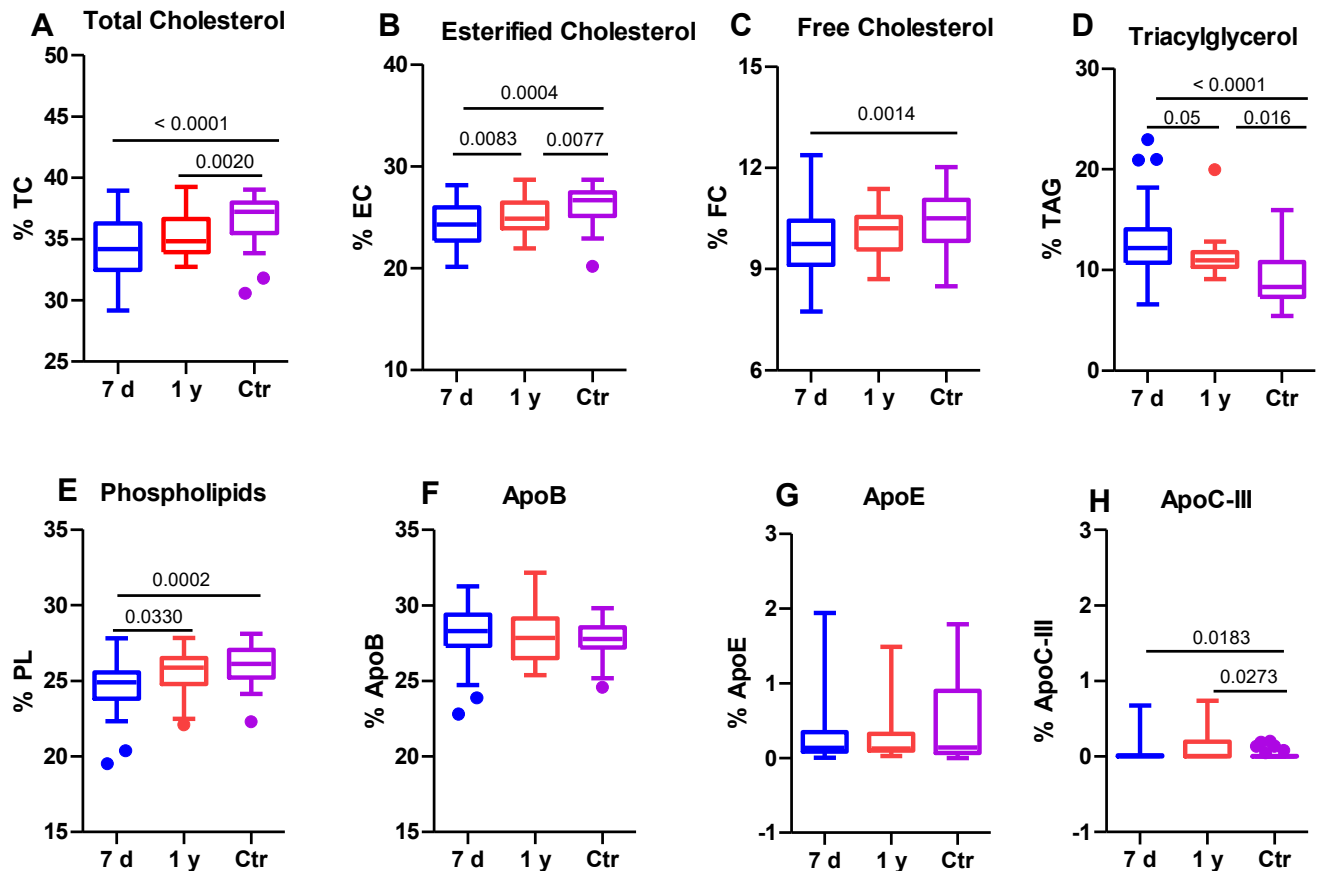 A Total Cholesterol
% TC
50
45
40
35
30
25
< 0.0001
0.0020
7 d 1 y Ctr
B Esterified Cholesterol
% EC
40
30
20
10
0.0004
0.0083 0.0077
7 d 1 y Ctr
C Free Cholesterol
% FC
15
12
9
6
0.0014
7 d 1 y Ctr
D Triacylglycerol
% TAG
30
20
10
0
< 0.0001
0.05 0.016
7 d 1 y Ctr
E Phospholipids
% PL
35
30
25
20
15
0.0002
0.0330
7 d 1 y Ctr
F ApoB
% ApoB
35
30
25
20
15
7 d 1 y Ctr
G ApoE
% ApoE
3
2
1
0
-1
7 d 1 y Ctr
H ApoC-III
% ApoC-III
3
2
1
0
-1
0.0183
0.0273
7 d 1 y Ctr